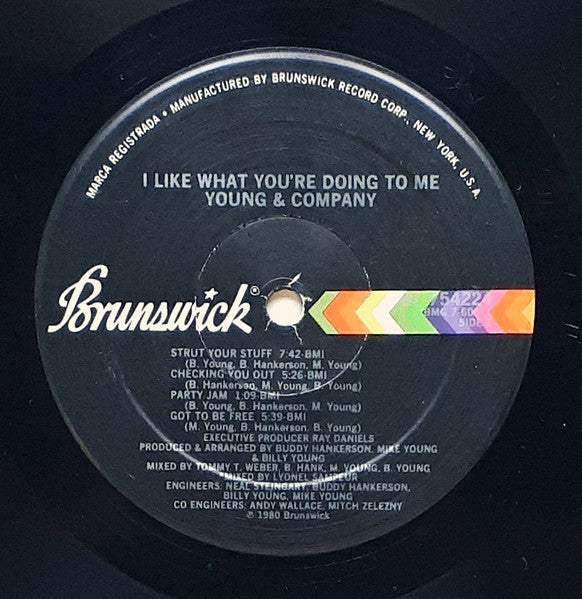 MARCA REGISTRADA • MANUFACTURED BY BRUNSWICK RECORD CORP., NEW YORK, U.S.A.
I LIKE WHAT YOU'RE DOING TO ME
YOUNG & COMPANY
Brunswick®
75422
BMG 7-60
SIDE
STRUT YOUR STUFF 7:42-BMI
(B. Young, B. Hankerson, M. Young)
CHECKING YOU OUT 5:26-BMI
(B. Hankerson, M. Young, B. Young)
PARTY JAM 1:09-BMI
(B. Young, B. Hankerson, M. Young)
GOT TO BE FREE 5:39-BMI
(M. Young, B. Hankerson, B. Young)
EXECUTIVE PRODUCER RAY DANIELS
PRODUCED & ARRANGED BY BUDDY HANKERSON, MIKE YOUNG
& BILLY YOUNG
MIXED BY TOMMY T. WEBER, B. HANK, M. YOUNG, B. YOUNG
MIXED BY LYONEL SAMPEUR
ENGINEERS: NEAL STEINGART, BUDDY HANKERSON,
BILLY YOUNG, MIKE YOUNG
CO ENGINEERS: ANDY WALLACE, MITCH ZELEZNY
℗ 1980 Brunswick